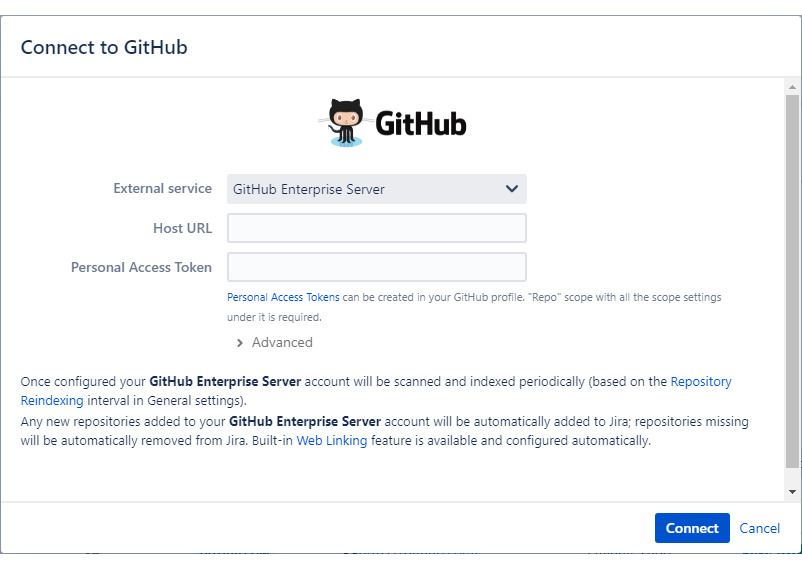 Connect to GitHub
GitHub
External service
GitHub Enterprise Server
Host URL
Personal Access Token
Personal Access Tokens can be created in your GitHub profile. "Repo" scope with all the scope settings
under it is required.
Advanced
Once configured your GitHub Enterprise Server account will be scanned and indexed periodically (based on the Repository
Reindexing interval in General settings).
Any new repositories added to your GitHub Enterprise Server account will be automatically added to Jira; repositories missing
will be automatically removed from Jira. Built-in Web Linking feature is available and configured automatically.
Connect Cancel